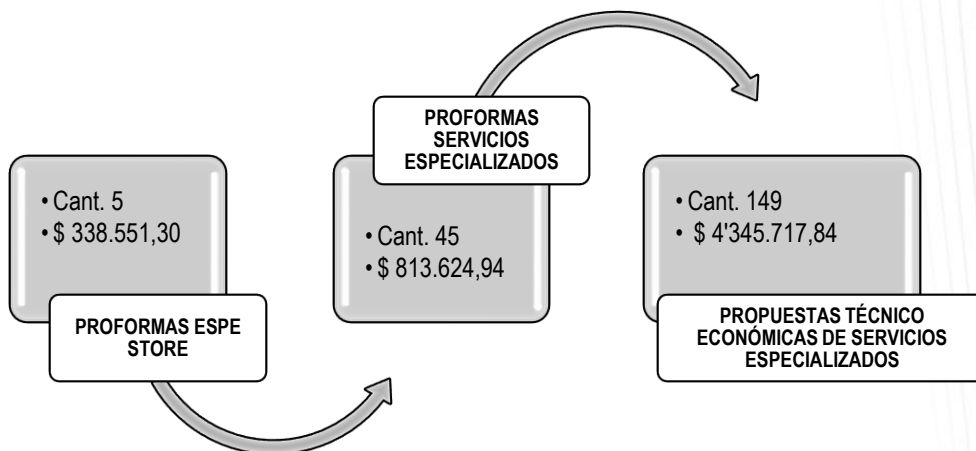 • Cant. 5
• $ 338.551,30
PROFORMAS ESPE
STORE
PROFORMAS
SERVICIOS
ESPECIALIZADOS
• Cant. 45
• $ 813.624,94
• Cant. 149
• $ 4'345.717,84
PROPUESTAS TÉCNICO
ECONÓMICAS DE SERVICIOS
ESPECIALIZADOS